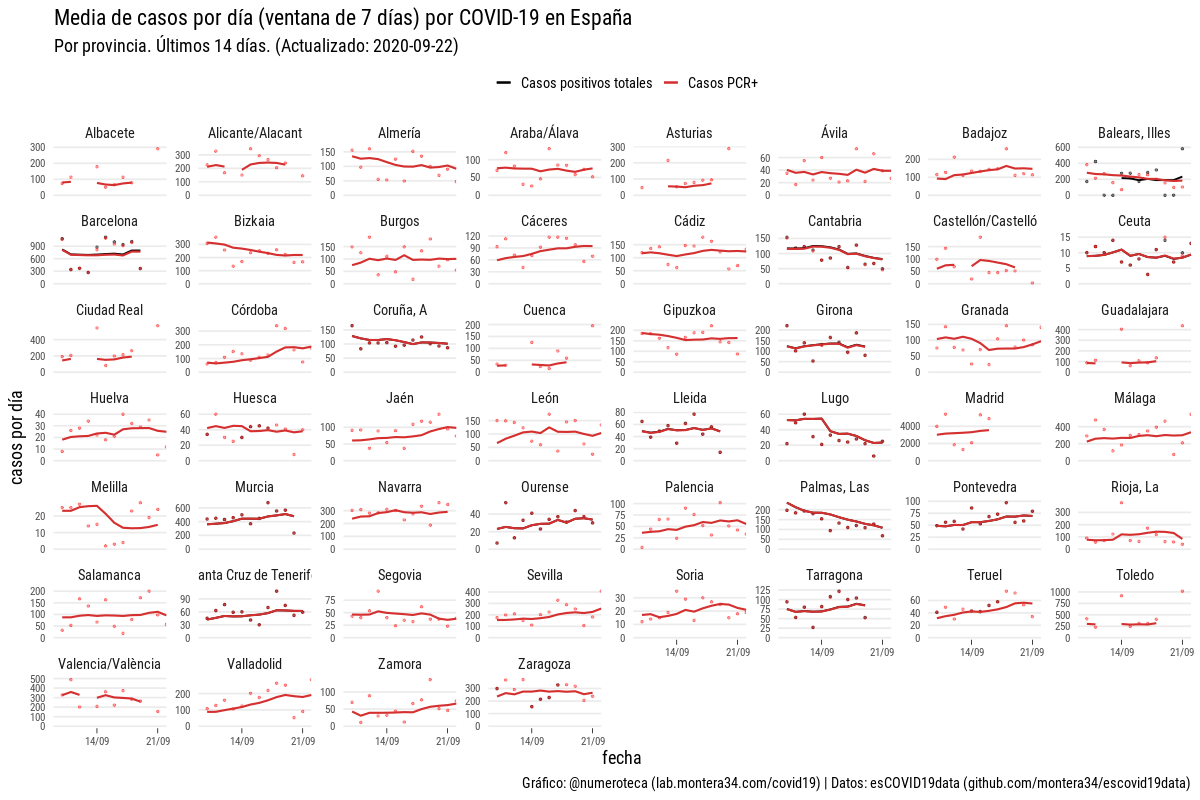 Media de casos por día (ventana de 7 días) por COVID-19 en España
Por provincia. Últimos 14 días. (Actualizado: 2020-09-22)
Casos positivos totales Casos PCR+
casos por día
Albacete Alicante/Alacant Almería Araba/Álava Asturias Ávila Badajoz Balears, Illes
300 200 100 0
300 200 100 0
150 100 50 0
100 50 0
300 200 100 0
60 40 20 0
200 100 0
600 400 200 0
Barcelona Bizkaia Burgos Cáceres Cádiz Cantabria Castellón/Castelló Ceuta
900 600 300 0
300 200 100 0
150 100 50 0
120 80 40 0
150 100 50 0
150 100 50 0
150 100 50 0
15 10 5 0
Ciudad Real Córdoba Coruña, A Cuenca Gipuzkoa Girona Granada Guadalajara
400 200 0
300 200 100 0
150 100 50 0
200 150 100 50 0
200 150 100 50 0
200 150 100 50 0
150 100 50 0
400 300 200 100 0
Huelva Huesca Jaén León Lleida Lugo Madrid Málaga
40 30 20 10 0
60 40 20 0
100 50 0
150 100 50 0
80 60 40 20 0
60 40 20 0
4000 2000 0
400 200 0
Melilla Murcia Navarra Ourense Palencia Palmas, Las Pontevedra Rioja, La
20 10 0
600 400 200 0
300 200 100 0
40 20 0
100 75 50 25 0
200 150 100 50 0
100 75 50 25 0
300 200 100 0
Salamanca anta Cruz de Tenerif Segovia Sevilla Soria Tarragona Teruel Toledo
200 150 100 50 0
90 60 30 0
75 50 25 0
400 300 200 100 0
30 20 10 0
125 100 75 50 25 0
60 40 20 0
1000 750 500 250 0
14/09 21/09 14/09 21/09 14/09 21/09 14/09 21/09
Valencia/València Valladolid Zamora Zaragoza
500 400 300 200 100 0
200 100 0
100 50 0
300 200 100 0
14/09 21/09 14/09 21/09 14/09 21/09 14/09 21/09
fecha
Gráfico: @numeroteca (lab.montera34.com/covid19) | Datos: esCOVID19data (github.com/montera34/escovid19data)